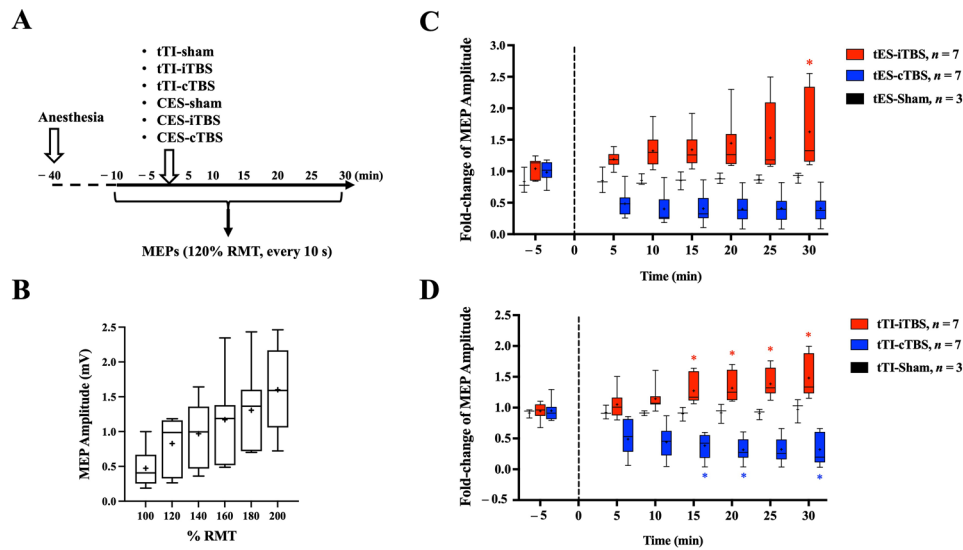 A
• tTI-sham
• tTI-iTBS
• tTI-cTBS
• CES-sham
• CES-iTBS
• CES-cTBS
Anesthesia
−40 −10 −5 5 10 15 20 25 30 (min)
MEPs (120% RMT, every 10 s)
B
MEP Amplitude (mV)
2.5
2.0
1.5
1.0
0.5
0.0
100 120 140 160 180 200
% RMT
C
Fold-change of MEP Amplitude
3.0
2.5
2.0
1.5
1.0
0.5
0.0
*
−5 0 5 10 15 20 25 30
Time (min)
tES-iTBS, n = 7
tES-cTBS, n = 7
tES-Sham, n = 3
D
Fold-change of MEP Amplitude
2.5
2.0
1.5
1.0
0.5
0.0
−0.5
* * * *
* * *
−5 0 5 10 15 20 25 30
Time (min)
tTI-iTBS, n = 7
tTI-cTBS, n = 7
tTI-Sham, n = 3